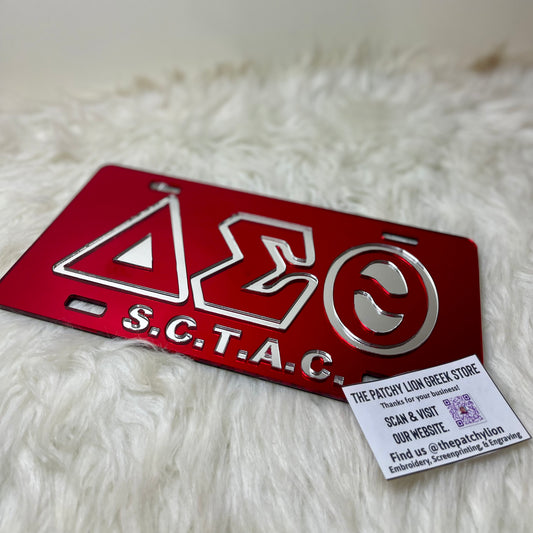 ΔΣΘ
S.C.T.A.C.
THE PATCHY LION GREEK STORE
Thanks for your business!
SCAN & VISIT
OUR WEBSITE.
Find us @thepatchylion
Embroidery, Screenprinting, & Engraving